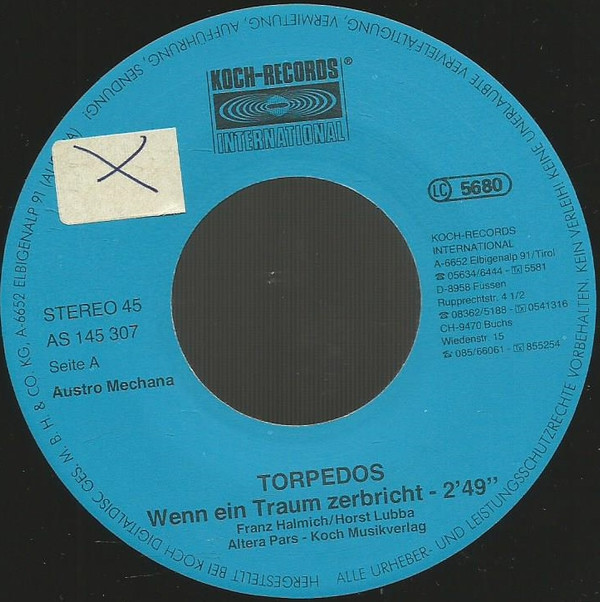 KOCH-RECORDS®
INTERNATIONAL
X
LC 5680
KOCH-RECORDS
INTERNATIONAL
A-6652 Elbigenalp 91/Tirol
☎ 05634/6444 - Tx 5581
D-8958 Füssen
Rupprechtstr. 4 1/2
☎ 08362/5188 - Tx 0541316
CH-9470 Buchs
Wiedenstr. 15
☎ 085/66061 - Tx 855254
STEREO 45
AS 145 307
Seite A
Austro Mechana
TORPEDOS
Wenn ein Traum zerbricht - 2'49"
Franz Halmich/Horst Lubba
Altera Pars - Koch Musikverlag
HERGESTELLT BEI KOCH DIGITALDISC GES. M. B. H. & CO. KG, A-6652 ELBIGENALP 91
ALLE URHEBER- UND LEISTUNGSSCHUTZRECHTE VORBEHALTEN. KEIN VERLEIH! KEINE UNERLAUBTE VERVIELFÄLTIGUNG, VERMIETUNG, AUFFÜHRUNG, SENDUNG!